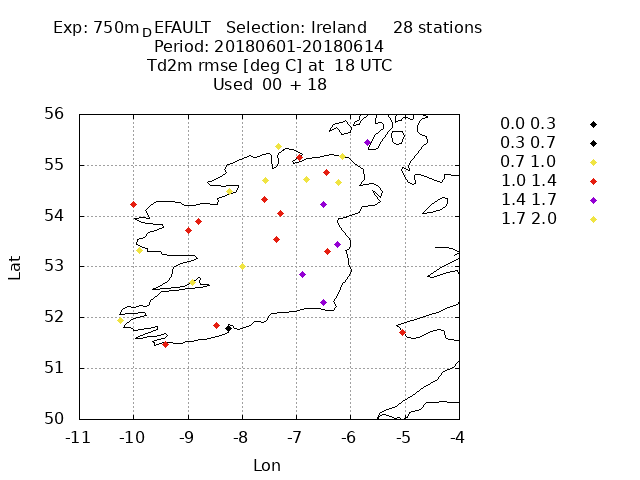 Exp: 750m_DEFAULT   Selection: Ireland     28 stations
Period: 20180601-20180614
Td2m rmse [deg C] at  18 UTC
Used  00 + 18
0.0 0.3
0.3 0.7
0.7 1.0
1.0 1.4
1.4 1.7
1.7 2.0
56
55
54
53
52
51
50
Lat
-11 -10 -9 -8 -7 -6 -5 -4
Lon